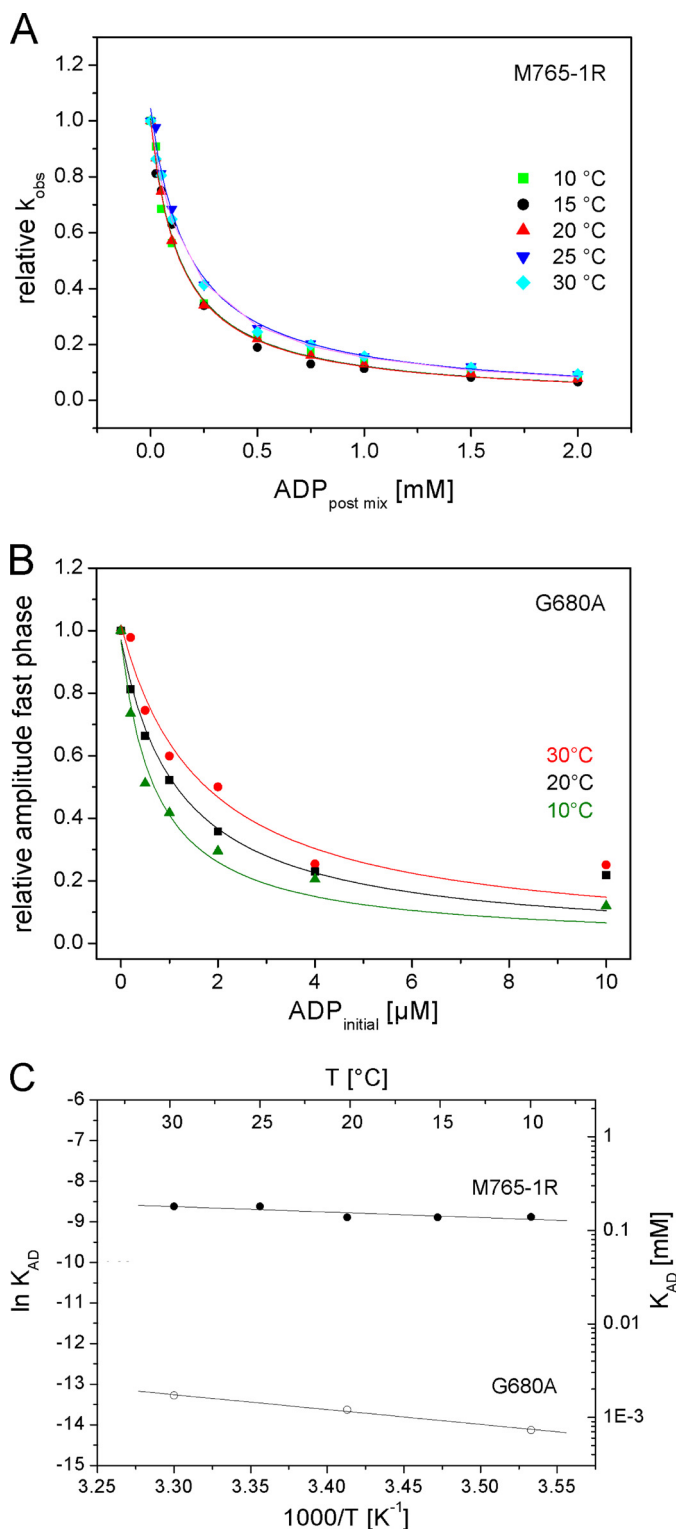 A
M765-1R
1.2
1.0
0.8
0.6
0.4
0.2
0.0
relative k_obs
10 °C
15 °C
20 °C
25 °C
30 °C
0.0 0.5 1.0 1.5 2.0
ADP_post mix [mM]
B
G680A
1.2
1.0
0.8
0.6
0.4
0.2
0.0
relative amplitude fast phase
30°C
20°C
10°C
0 2 4 6 8 10
ADP_initial [µM]
C
T [°C]
30 25 20 15 10
-6
-7
-8
-9
-10
-11
-12
-13
-14
-15
ln K_AD
M765-1R
G680A
1
0.1
0.01
1E-3
K_AD [mM]
3.25 3.30 3.35 3.40 3.45 3.50 3.55
1000/T [K⁻¹]